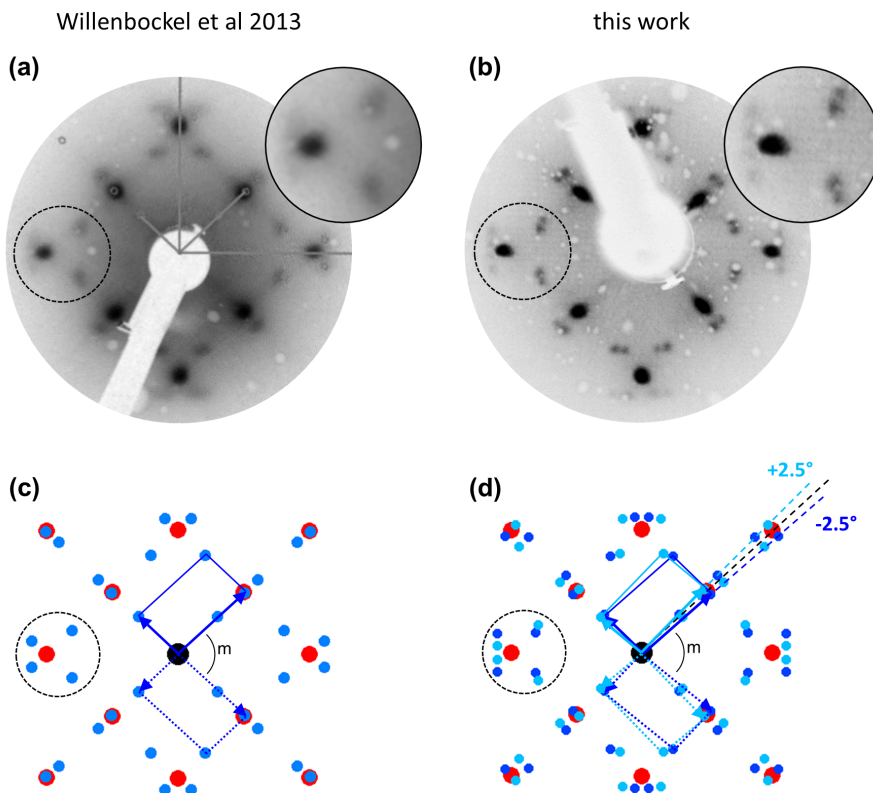 Willenbockel et al 2013
this work
(a)
(b)
(c)
(d)
+2.5°
-2.5°
m
m